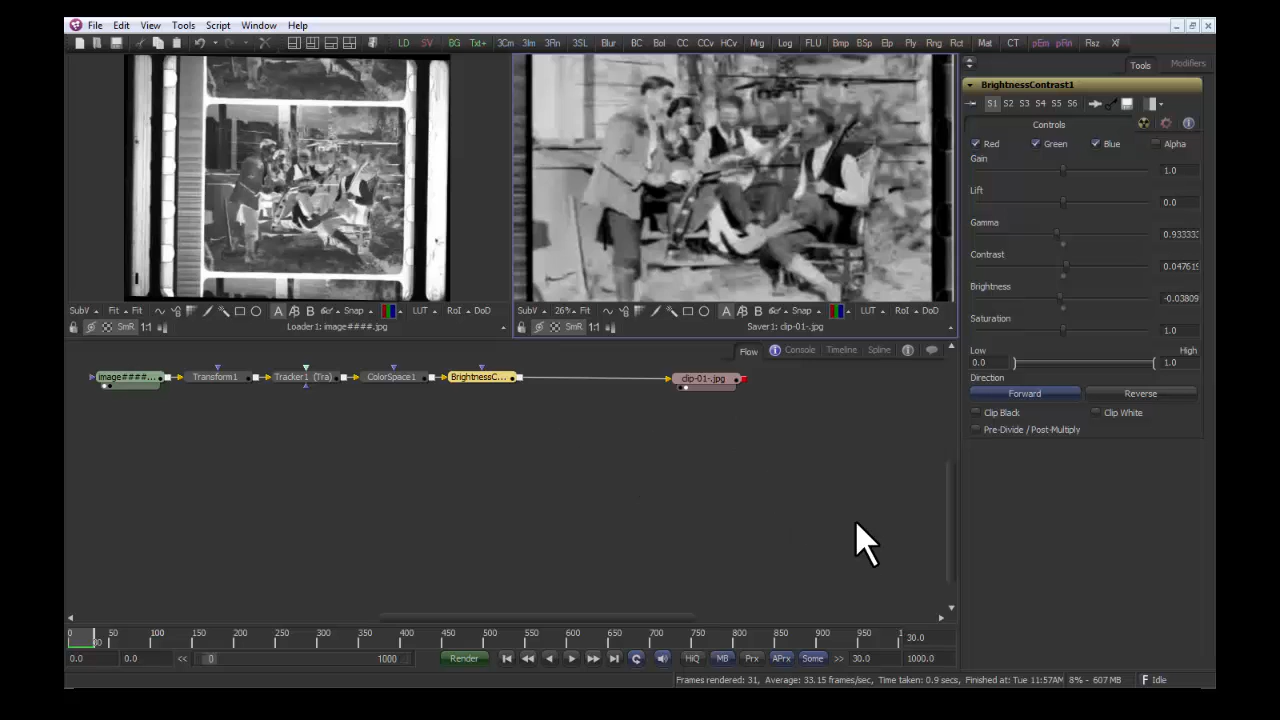 File Edit View Tools Script Window Help
LD SV BG Txt+ 3Cm 3Im 3Rn 3SL Blur BC Bol CC CCv HCv Mrg Log FLU Bmp BSp Elp Ply Rng Rct Mat CT pEm pRn Rsz Xf
Tools Modifiers
BrightnessContrast1
S1 S2 S3 S4 S5 S6
Controls
Red Green Blue Alpha
Gain
1.0
Lift
0.0
Gamma
0.933333
Contrast
0.047619
Brightness
-0.03809
Saturation
1.0
Low High
0.0 1.0
Direction
Forward Reverse
Clip Black Clip White
Pre-Divide / Post-Multiply
SubV Fit Fit A B Snap LUT RoI DoD
SmR 1:1 Loader1: image####.jpg
SubV 26% Fit A B Snap LUT RoI DoD
SmR 1:1 Saver1: clip-01-.jpg
Flow Console Timeline Spline
image####... Transform1 Tracker1 (Tra) ColorSpace1 BrightnessC... clip-01-.jpg
0 50 100 150 200 250 300 350 400 450 500 550 600 650 700 750 800 850 900 950 1 30.0
0.0 0.0 << 0 1000 Render HiQ MB Prx APrx Some >> 30.0 1000.0
Frames rendered: 31, Average: 33.15 frames/sec, Time taken: 0.9 secs, Finished at: Tue 11:57AM 8% - 607 MB Idle